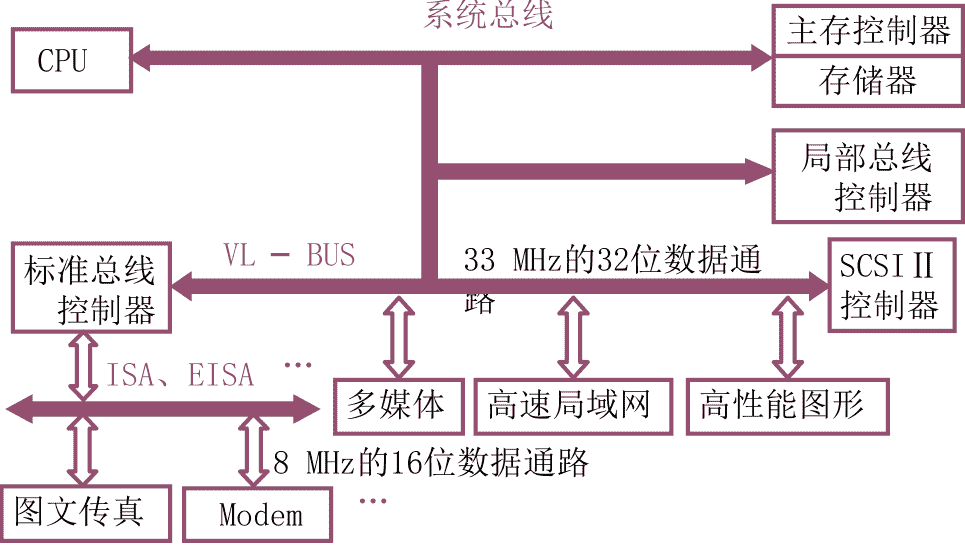 系统总线
CPU
主存控制器
存储器
局部总线
控制器
VL - BUS
33 MHz的32位数据通
路
标准总线
控制器
SCSIⅡ
控制器
ISA、EISA
…
多媒体
高速局域网
高性能图形
8 MHz的16位数据通路
图文传真
Modem
…